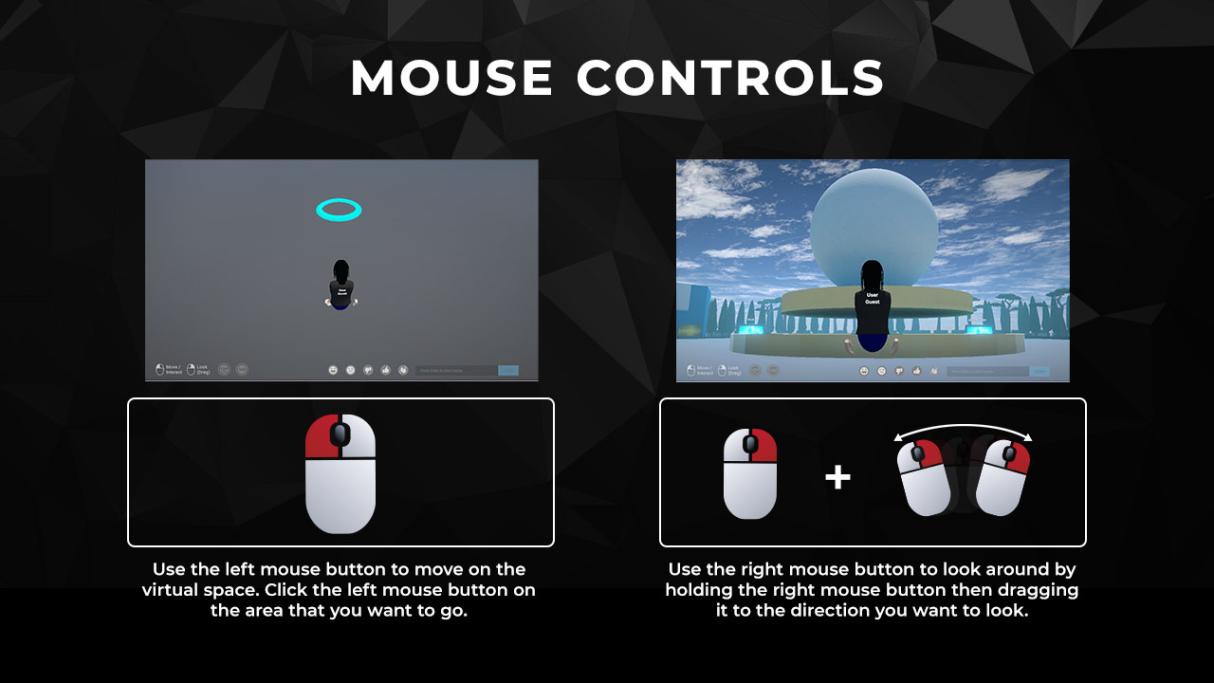 MOUSE CONTROLS
User
Guest
Move /
Interact
Look
(Drag)
Move /
Interact
Look
(Drag)
Use the left mouse button to move on the
virtual space. Click the left mouse button on
the area that you want to go.
Use the right mouse button to look around by
holding the right mouse button then dragging
it to the direction you want to look.